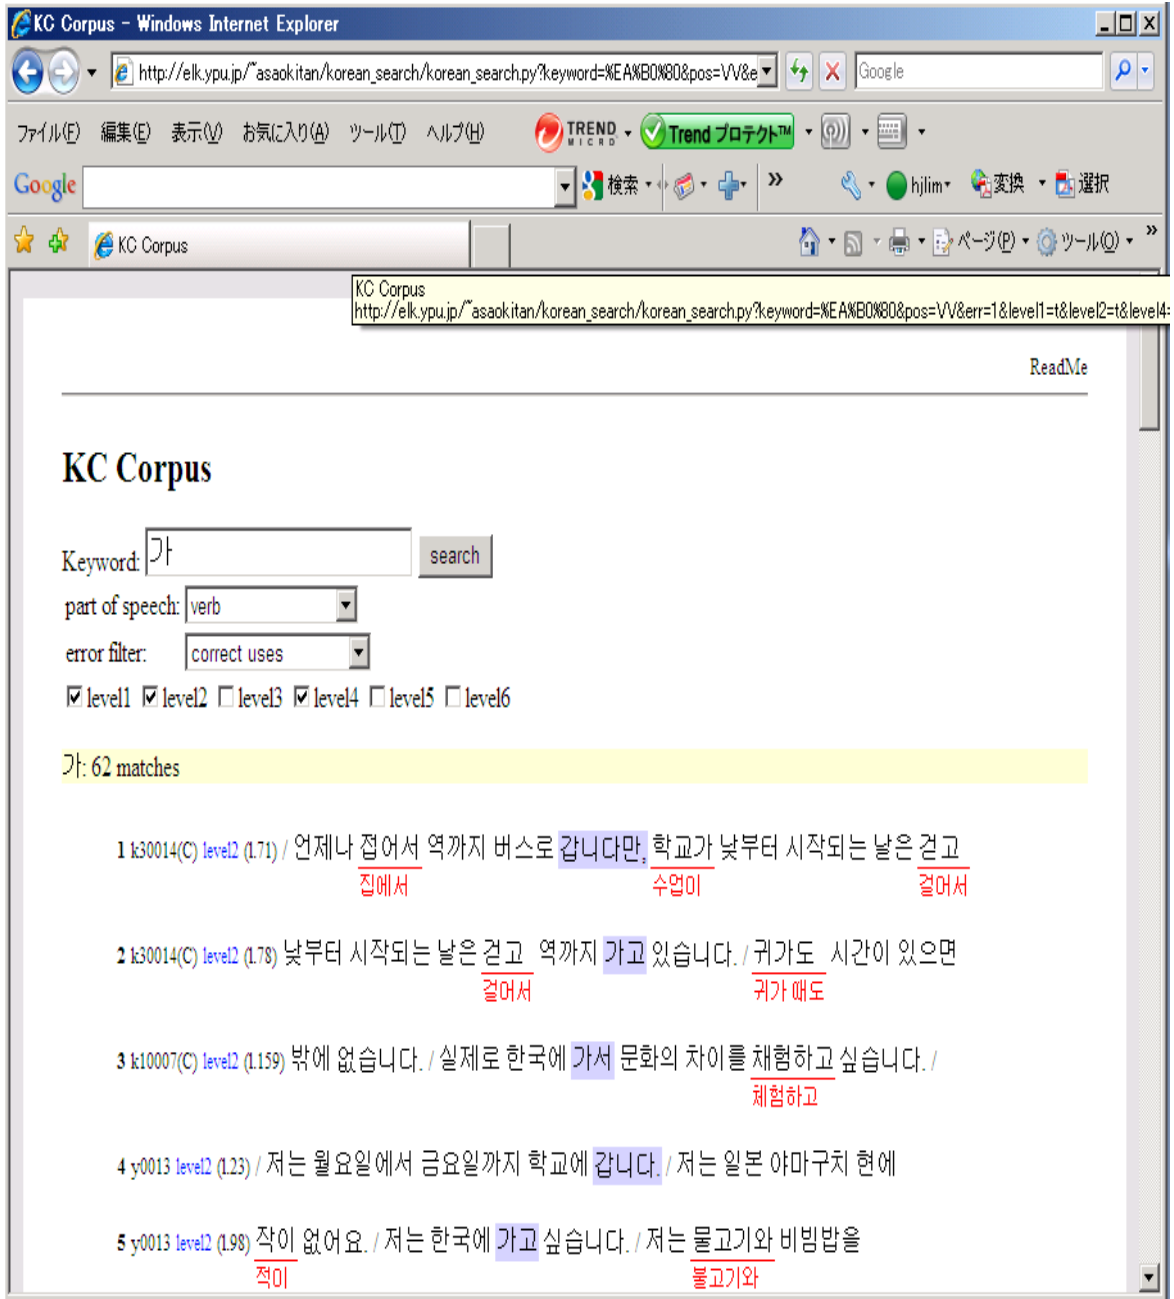 KC Corpus - Windows Internet Explorer
http://elk.ypu.jp/~asaokitan/korean_search/korean_search.py?keyword=%EA%B0%80&pos=VV&e
Google
ファイル(F) 編集(E) 表示(V) お気に入り(A) ツール(T) ヘルプ(H) TREND MICRO Trend プロテクト™
Google 検索 » hjlim 変換 選択
KC Corpus ページ(P) ツール(O) »
KC Corpus
http://elk.ypu.jp/~asaokitan/korean_search/korean_search.py?keyword=%EA%B0%80&pos=VV&err=1&level1=t&level2=t&level4=
ReadMe
KC Corpus
Keyword: 가 search
part of speech: verb
error filter: correct uses
level1 level2 level3 level4 level5 level6
가: 62 matches
1 k30014(C) level2 (1.71) / 언제나 접어서 역까지 버스로 갑니다만, 학교가 낮부터 시작되는 날은 걷고
집에서 수업이 걸어서
2 k30014(C) level2 (1.78) 낮부터 시작되는 날은 걷고 역까지 가고 있습니다. / 귀가도 시간이 있으면
걸어서 귀가 때도
3 k10007(C) level2 (1.159) 밖에 없습니다. / 실제로 한국에 가서 문화의 차이를 채험하고 싶습니다. /
체험하고
4 y0013 level2 (1.23) / 저는 월요일에서 금요일까지 학교에 갑니다. / 저는 일본 야마구치 현에
5 y0013 level2 (1.98) 작이 없어요. / 저는 한국에 가고 싶습니다. / 저는 물고기와 비빔밥을
적이 불고기와